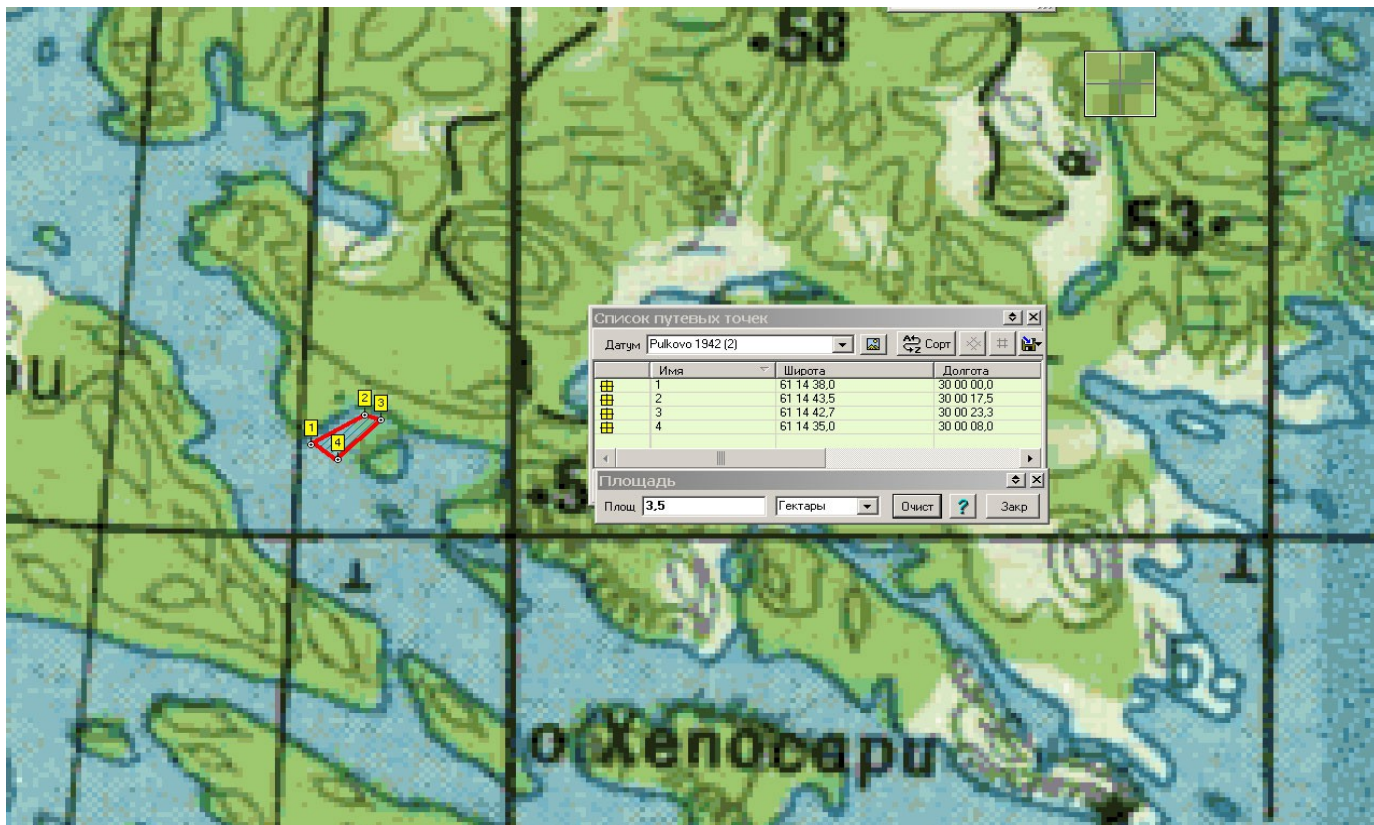 58
a
53
Список путевых точек
Датум Pulkovo 1942 (2) Сорт
Имя Широта Долгота
1 61 14 38,0 30 00 00,0
2 61 14 43,5 30 00 17,5
3 61 14 42,7 30 00 23,3
4 61 14 35,0 30 00 08,0
ри
2
3
1
4
Площадь
Площ 3,5 Гектары Очист ? Закр
5
59
о Хепосари